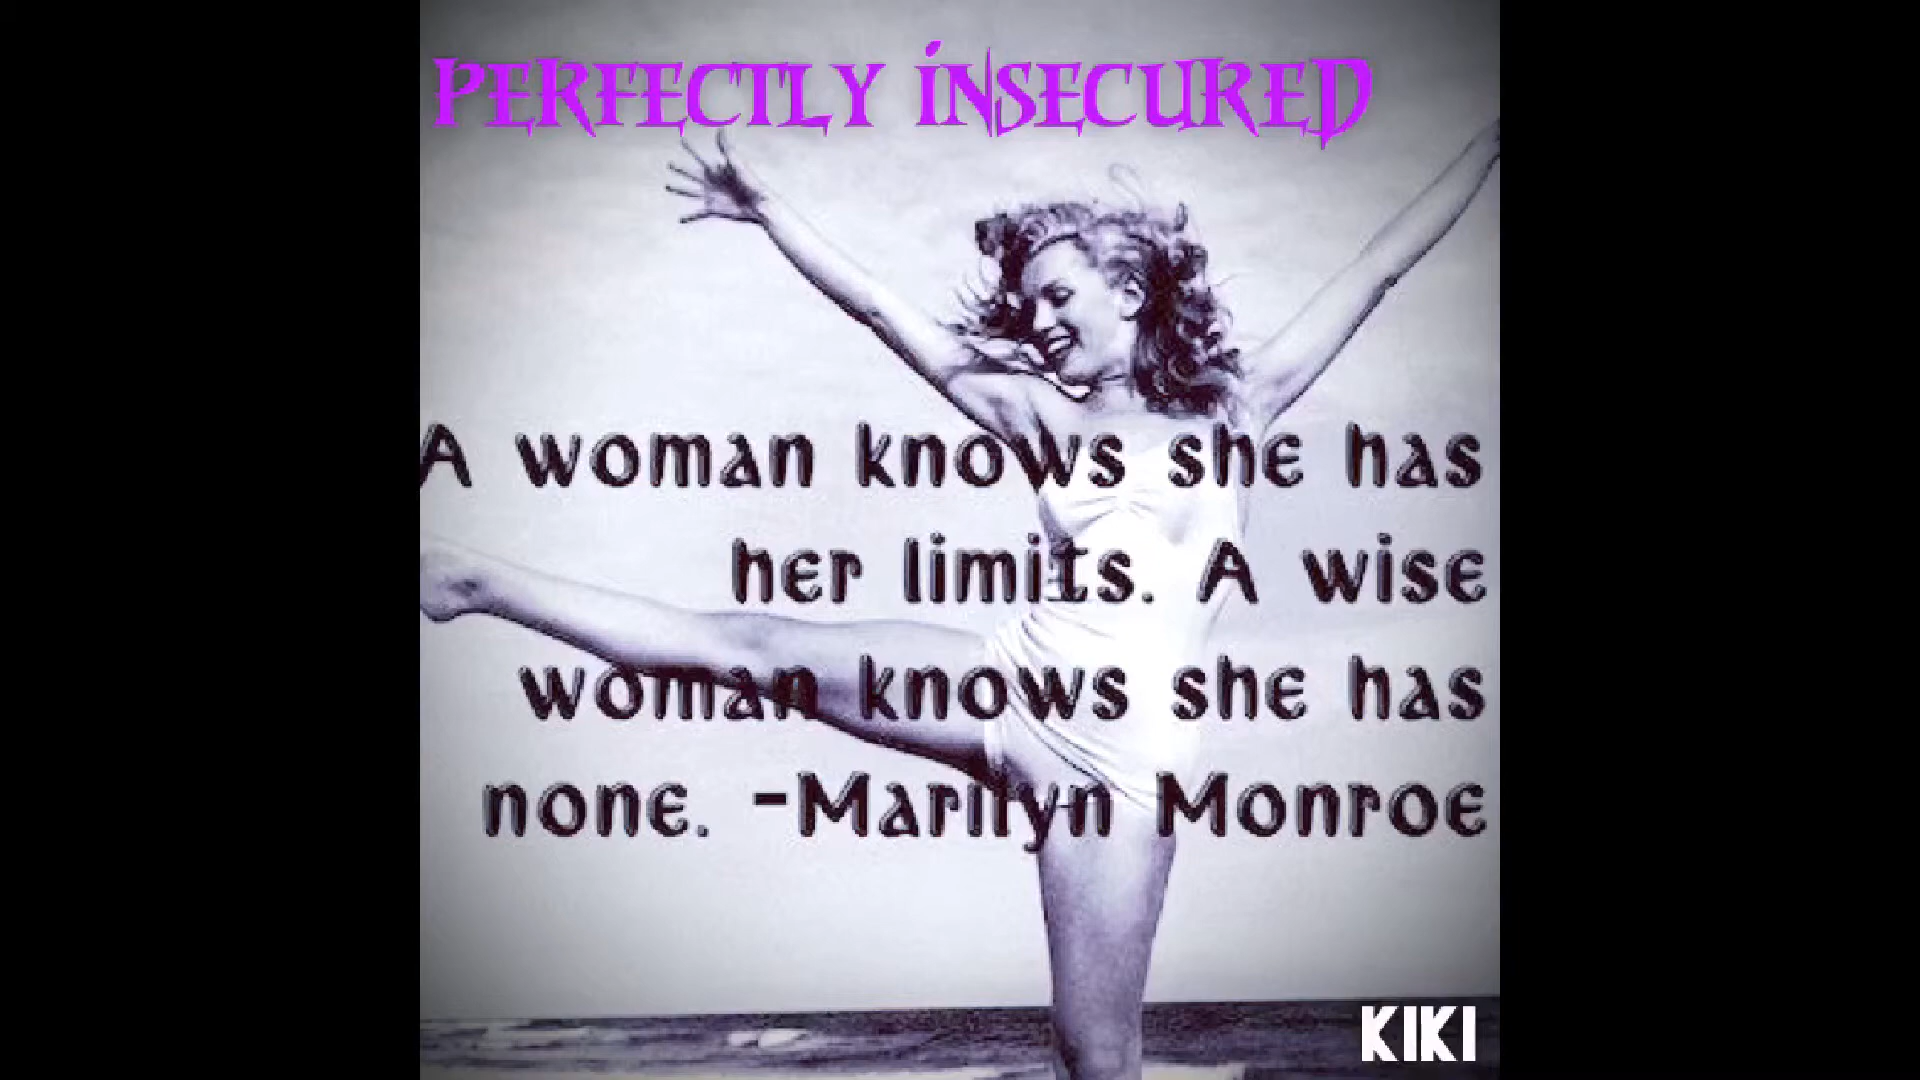 PERFECTLY INSECURED
A woman knows she has
her limits. A wise
woman knows she has
none. -Marilyn Monroe
KIKI